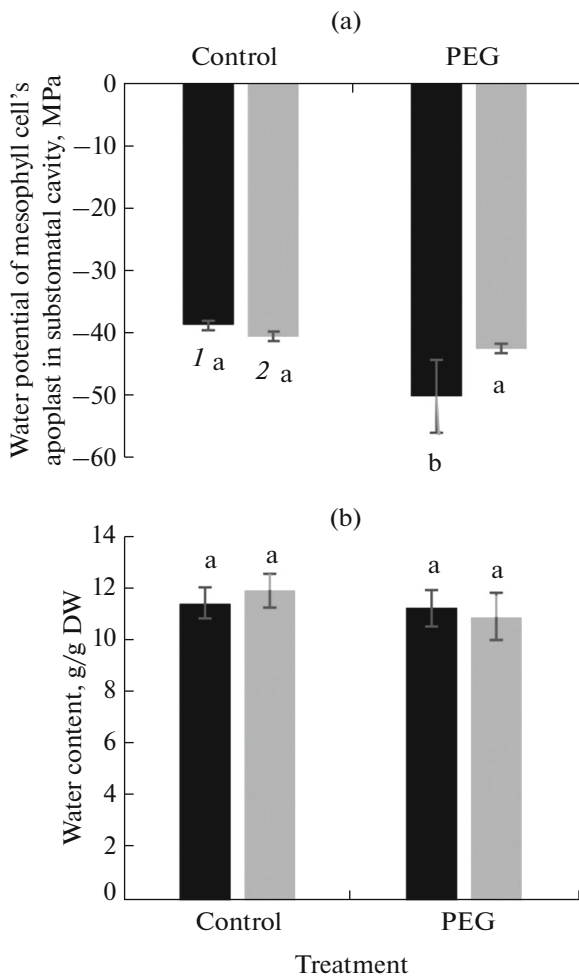 (a)
Control PEG
Water potential of mesophyll cell's
apoplast in substomatal cavity, MPa
0
−10
−20
−30
−40
−50
−60
1 a
2 a
b
a
(b)
Water content, g/g DW
14
12
10
8
6
4
2
0
a
a
a
a
Control PEG
Treatment